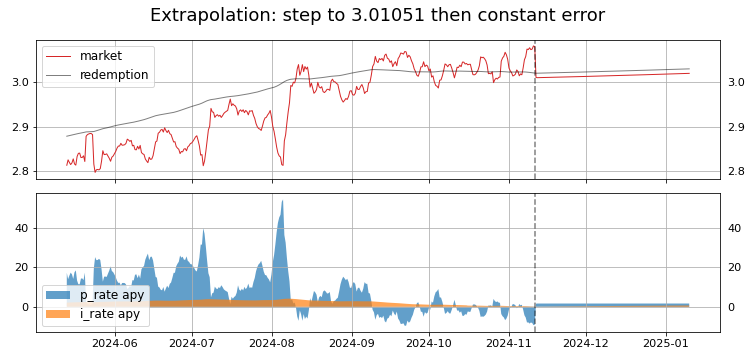 Extrapolation: step to 3.01051 then constant error
market
redemption
3.0 3.0
2.9 2.9
2.8 2.8
40 40
20 20
0 0
p_rate apy
i_rate apy
2024-06 2024-07 2024-08 2024-09 2024-10 2024-11 2024-12 2025-01